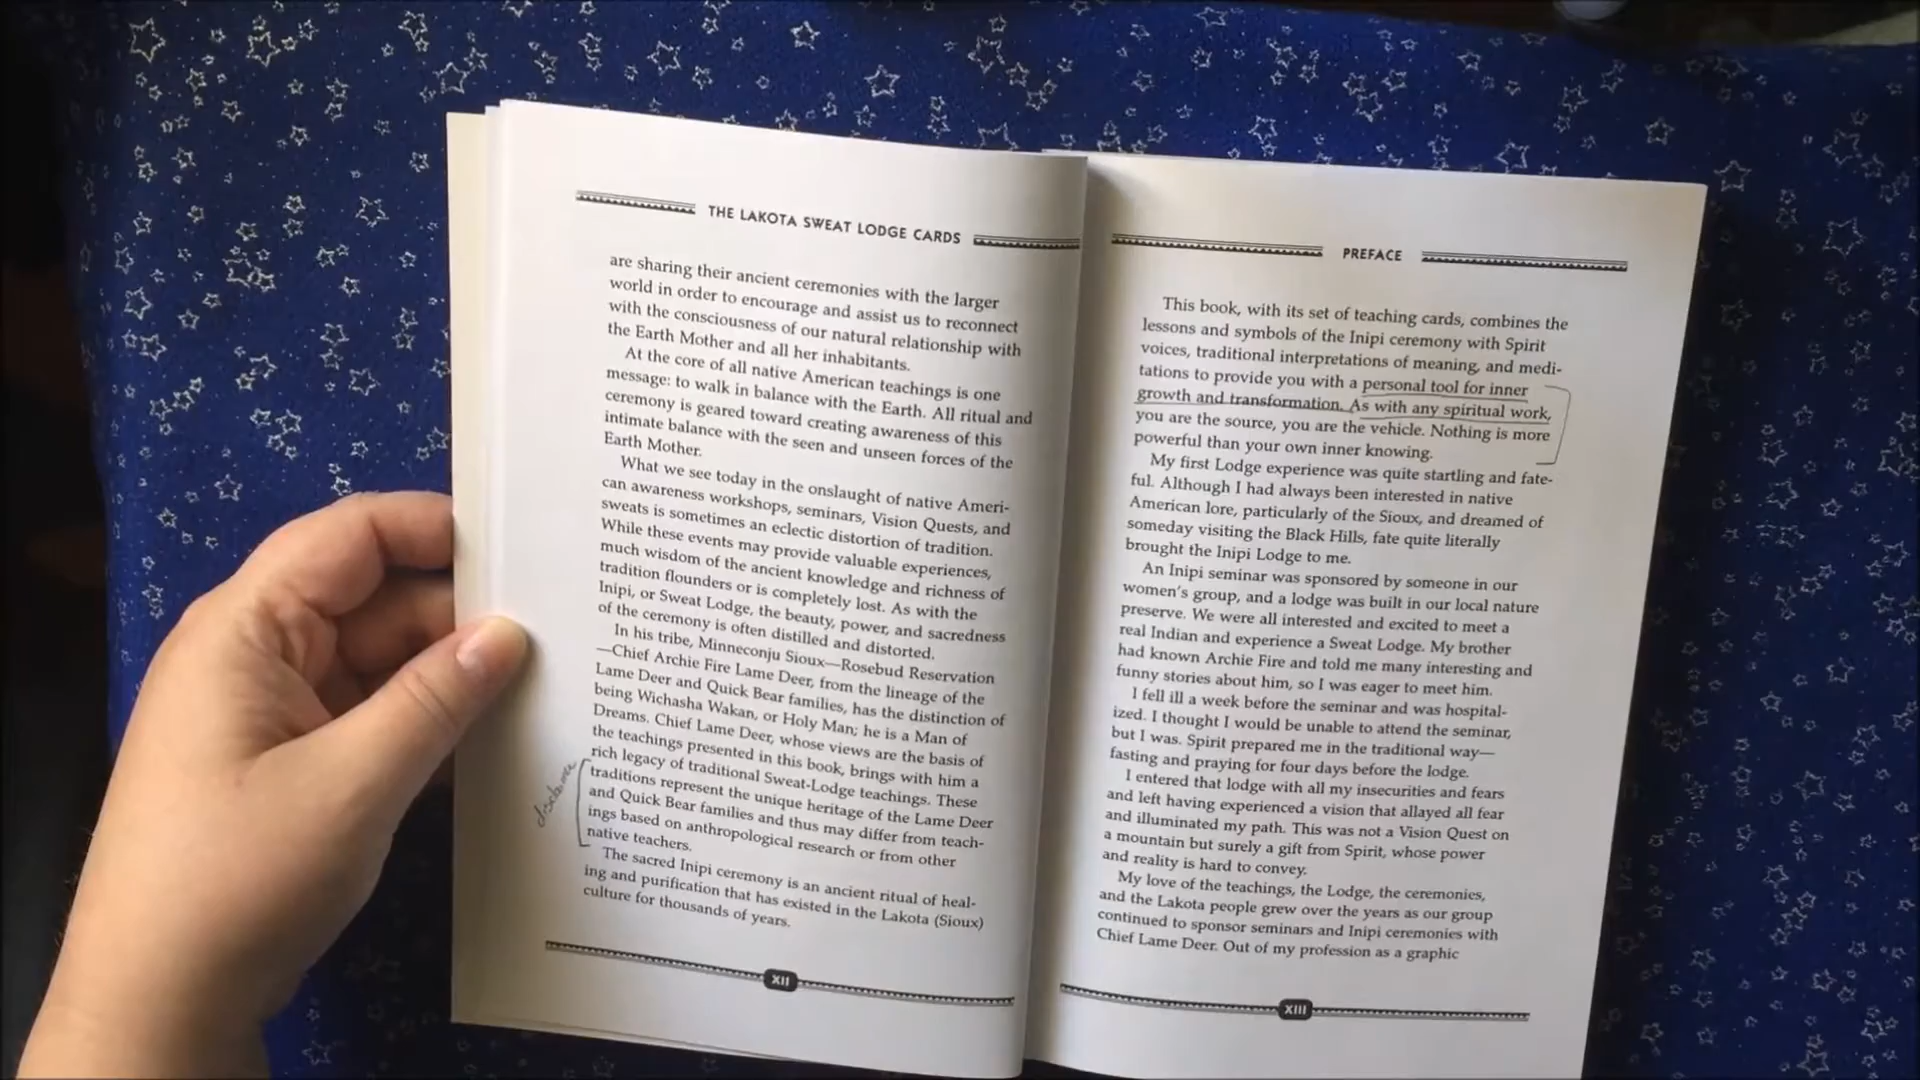 THE LAKOTA SWEAT LODGE CARDS
are sharing their ancient ceremonies with the larger
world in order to encourage and assist us to reconnect
with the consciousness of our natural relationship with
the Earth Mother and all her inhabitants.
At the core of all native American teachings is one
message: to walk in balance with the Earth. All ritual and
ceremony is geared toward creating awareness of this
intimate balance with the seen and unseen forces of the
Earth Mother.
What we see today in the onslaught of native Ameri-
can awareness workshops, seminars, Vision Quests, and
sweats is sometimes an eclectic distortion of tradition.
While these events may provide valuable experiences,
much wisdom of the ancient knowledge and richness of
tradition flounders or is completely lost. As with the
Inipi, or Sweat Lodge, the beauty, power, and sacredness
of the ceremony is often distilled and distorted.
In his tribe, Minneconju Sioux—Rosebud Reservation
—Chief Archie Fire Lame Deer, from the lineage of the
Lame Deer and Quick Bear families, has the distinction of
being Wichasha Wakan, or Holy Man; he is a Man of
Dreams. Chief Lame Deer, whose views are the basis of
the teachings presented in this book, brings with him a
rich legacy of traditional Sweat-Lodge teachings. These
traditions represent the unique heritage of the Lame Deer
and Quick Bear families and thus may differ from teach-
ings based on anthropological research or from other
native teachers.
The sacred Inipi ceremony is an ancient ritual of heal-
ing and purification that has existed in the Lakota (Sioux)
culture for thousands of years.
XII
PREFACE
This book, with its set of teaching cards, combines the
lessons and symbols of the Inipi ceremony with Spirit
voices, traditional interpretations of meaning, and medi-
tations to provide you with a personal tool for inner
growth and transformation. As with any spiritual work,
you are the source, you are the vehicle. Nothing is more
powerful than your own inner knowing.
My first Lodge experience was quite startling and fate-
ful. Although I had always been interested in native
American lore, particularly of the Sioux, and dreamed of
someday visiting the Black Hills, fate quite literally
brought the Inipi Lodge to me.
An Inipi seminar was sponsored by someone in our
women's group, and a lodge was built in our local nature
preserve. We were all interested and excited to meet a
real Indian and experience a Sweat Lodge. My brother
had known Archie Fire and told me many interesting and
funny stories about him, so I was eager to meet him.
I fell ill a week before the seminar and was hospital-
ized. I thought I would be unable to attend the seminar,
but I was. Spirit prepared me in the traditional way—
fasting and praying for four days before the lodge.
I entered that lodge with all my insecurities and fears
and left having experienced a vision that allayed all fear
and illuminated my path. This was not a Vision Quest on
a mountain but surely a gift from Spirit, whose power
and reality is hard to convey.
My love of the teachings, the Lodge, the ceremonies,
and the Lakota people grew over the years as our group
continued to sponsor seminars and Inipi ceremonies with
Chief Lame Deer. Out of my profession as a graphic
XIII